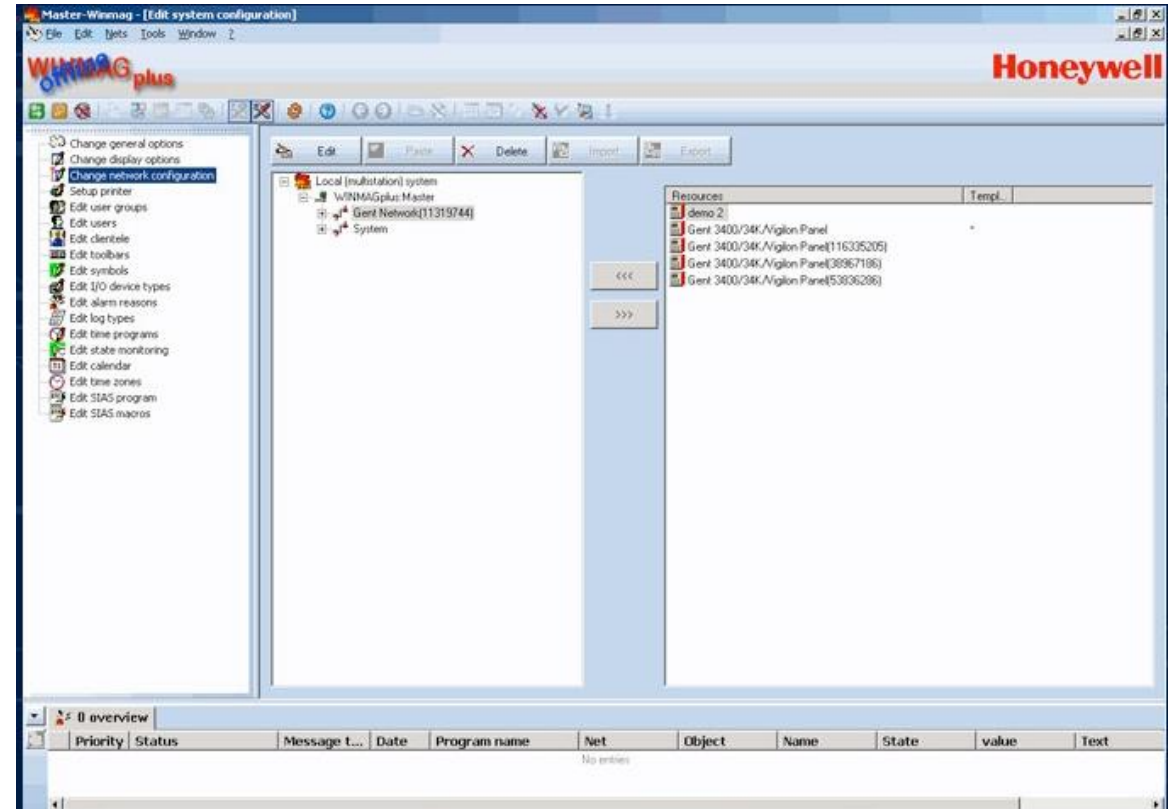 Master-Winmag - [Edit system configuration]
File Edit Nets Tools Window ?
WINMAG plus
Honeywell
Change general options
Change display options
Change network configuration
Setup printer
Edit user groups
Edit users
Edit clientele
Edit toolbars
Edit symbols
Edit I/O device types
Edit alarm reasons
Edit log types
Edit time programs
Edit state monitoring
Edit calendar
Edit time zones
Edit SIAS program
Edit SIAS macros
Edit Paste Delete Import Export
Local (multistation) system
WINMAGplus:Master
Gent Network(11319744)
System
<<<
>>>
Resources Templ..
demo 2
Gent 3400/34K/Vigilon Panel *
Gent 3400/34K/Vigilon Panel(116335205)
Gent 3400/34K/Vigilon Panel(38967186)
Gent 3400/34K/Vigilon Panel(53836286)
0 overview
Priority Status Message t... Date Program name Net Object Name State value Text
No entries